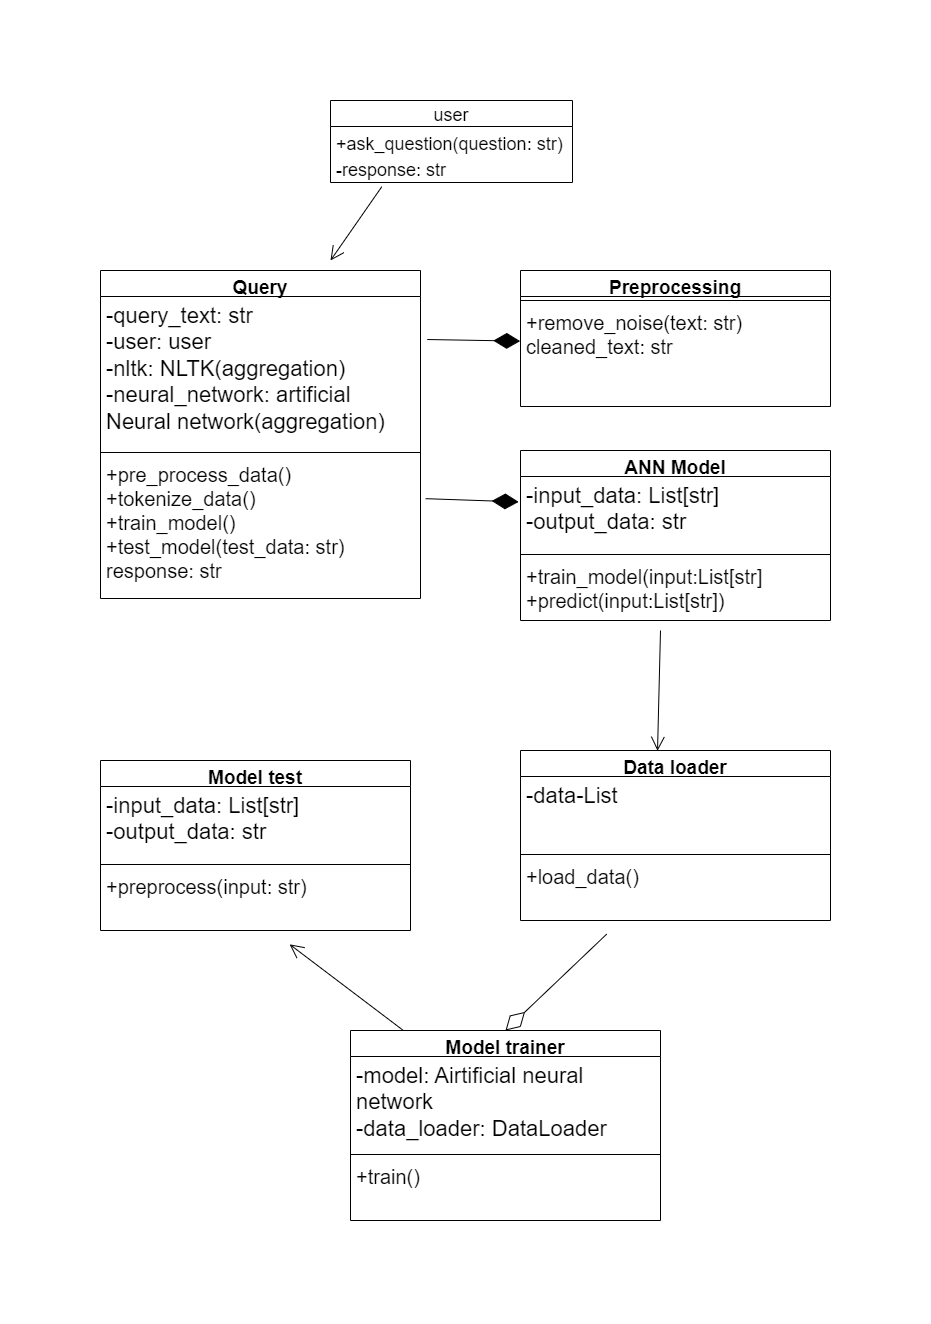 user
+ask_question(question: str)
-response: str
Query
-query_text: str
-user: user
-nltk: NLTK(aggregation)
-neural_network: artificial
Neural network(aggregation)
+pre_process_data()
+tokenize_data()
+train_model()
+test_model(test_data: str)
response: str
Preprocessing
+remove_noise(text: str)
cleaned_text: str
ANN Model
-input_data: List[str]
-output_data: str
+train_model(input:List[str]
+predict(input:List[str])
Model test
-input_data: List[str]
-output_data: str
+preprocess(input: str)
Data loader
-data-List
+load_data()
Model trainer
-model: Airtificial neural
network
-data_loader: DataLoader
+train()